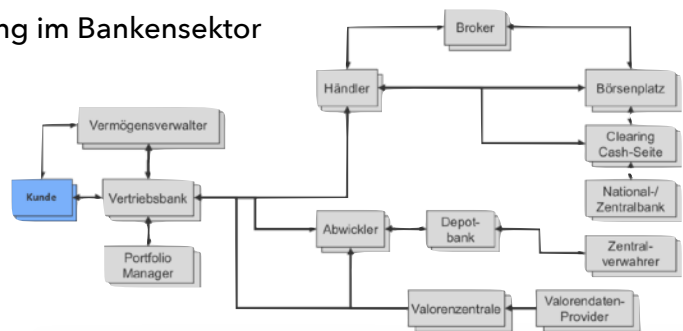 ng im Bankensektor
Broker
Händler
Börsenplatz
Vermögensverwalter
Clearing
Cash-Seite
Kunde
Vertriebsbank
National-/
Zentralbank
Abwickler
Depot-
bank
Portfolio
Manager
Zentral-
verwahrer
Valorenzentrale
Valorendaten-
Provider